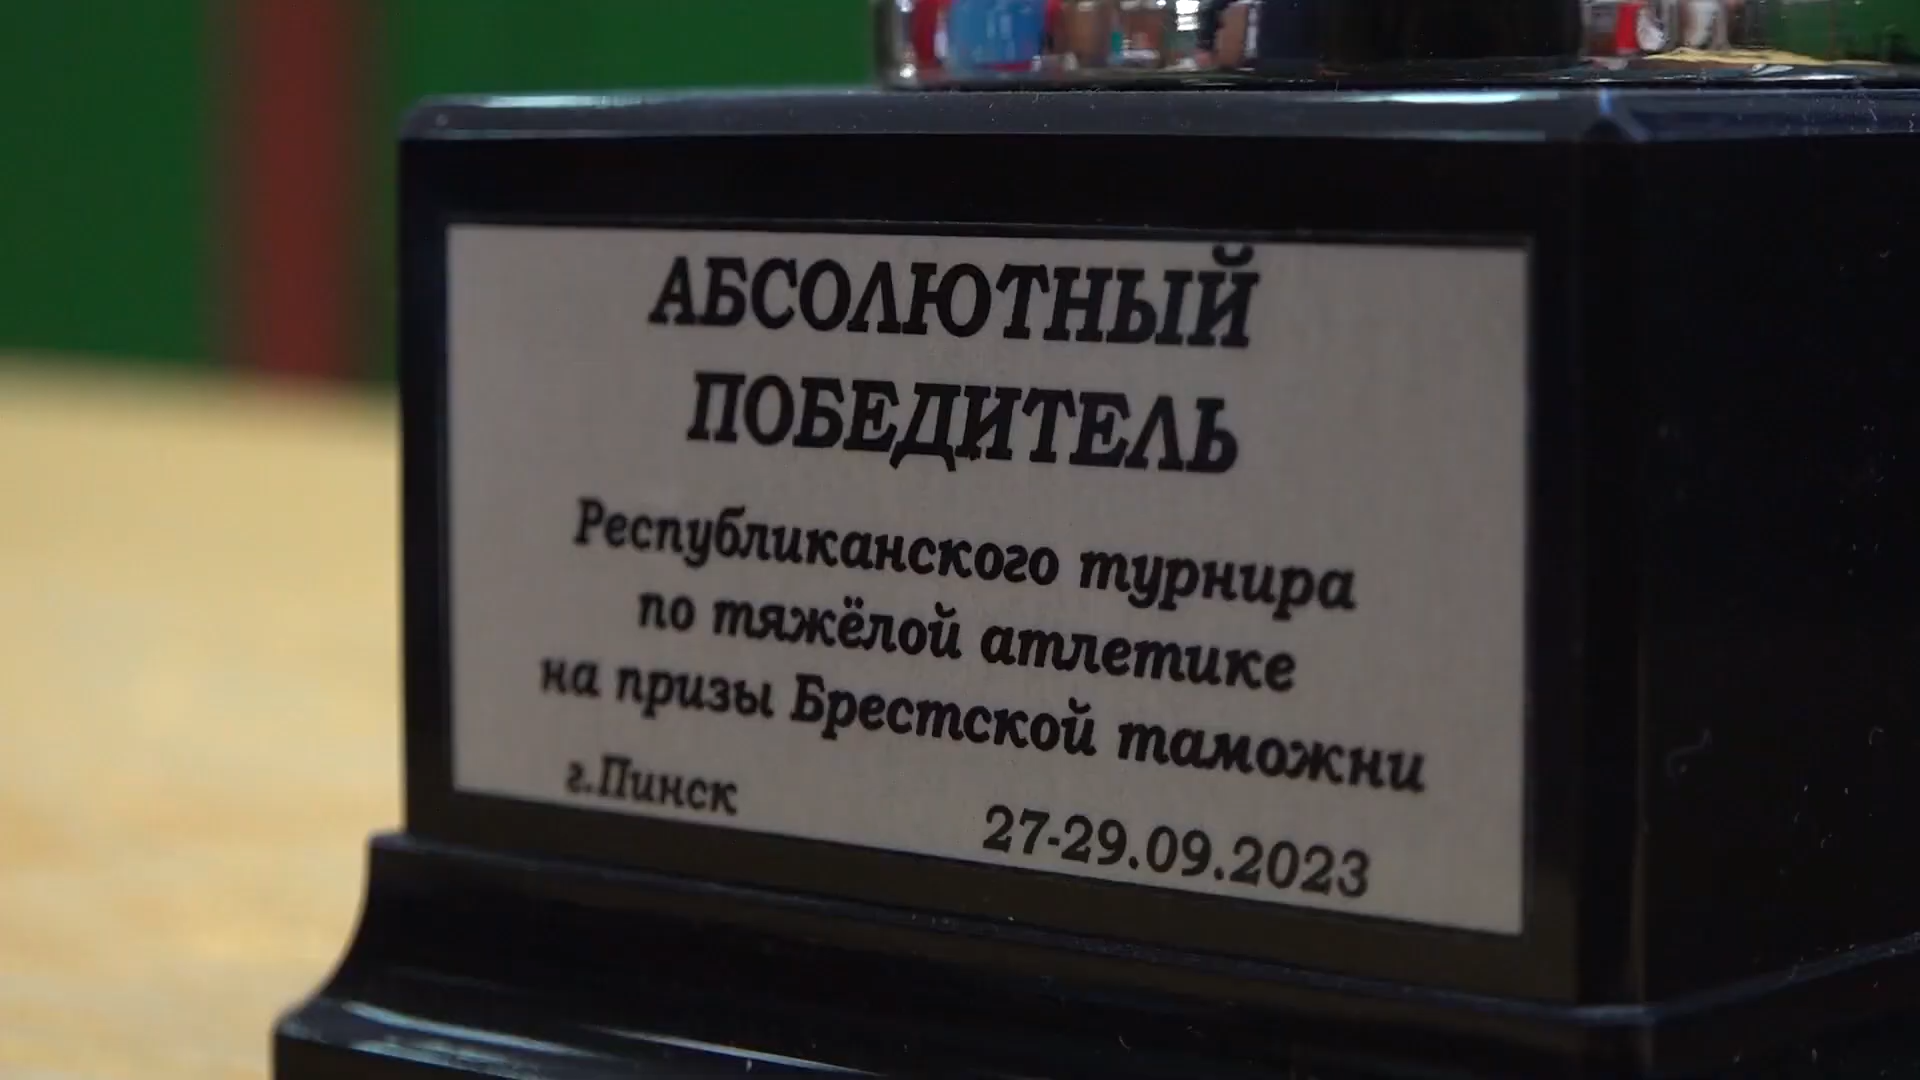 АБСОЛЮТНЫЙ
ПОБЕДИТЕЛЬ
Республиканского турнира
по тяжёлой атлетике
на призы Брестской таможни
г.Пинск 27-29.09.2023